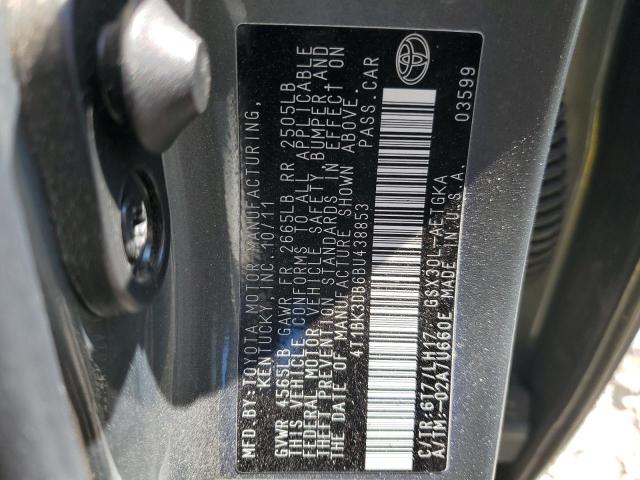 MFD.BY:TOYOTA MOTOR MANUFACTURING,
KENTUCKY,INC. 10/11
GVWR 4565LB GAWR FR 2665LB RR 2505LB
THIS VEHICLE CONFORMS TO ALL APPLICABLE
FEDERAL MOTOR VEHICLE SAFETY BUMPER AND
THEFT PREVENTION STANDARDS IN EFFECT ON
THE DATE OF MANUFACTURE SHOWN ABOVE.
4T1BK3DB6BU438853 PASS.CAR
C/TR:6T7/LH17 GSX30L-AETGKA
A/TM:-02A/U660E MADE IN U.S.A.
03599